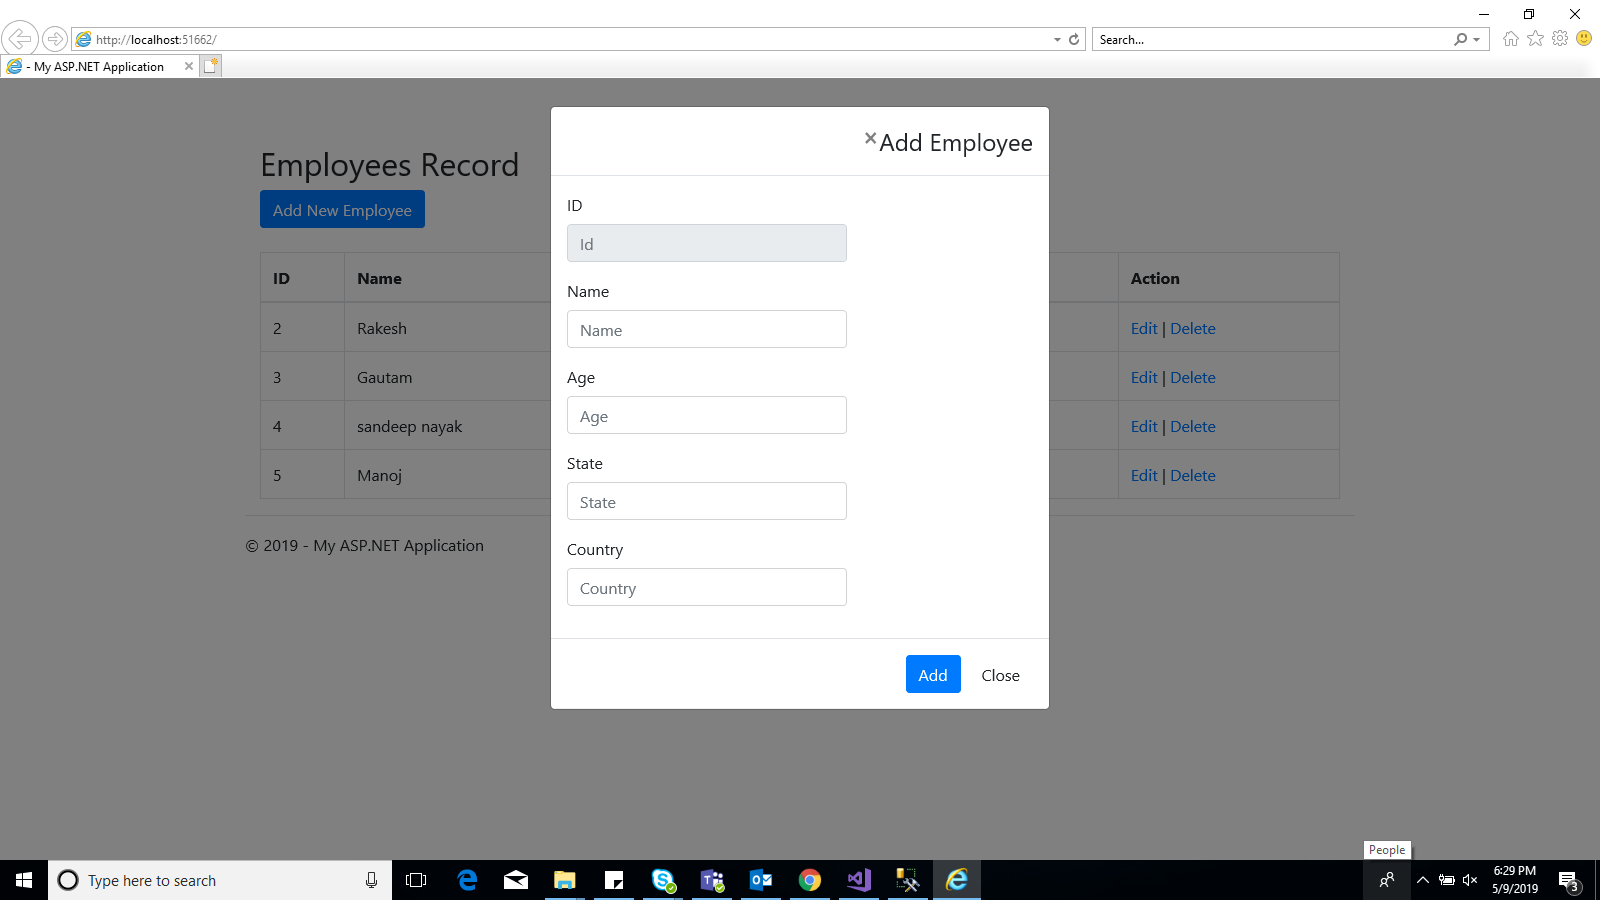 http://localhost:51662/
Search...
- My ASP.NET Application
× Add Employee
ID
Id
Name
Name
Age
Age
State
State
Country
Country
Add Close
Employees Record
Add New Employee
ID Name Action
2 Rakesh Edit | Delete
3 Gautam Edit | Delete
4 sandeep nayak Edit | Delete
5 Manoj Edit | Delete
© 2019 - My ASP.NET Application
People
Type here to search
6:29 PM
5/9/2019
3